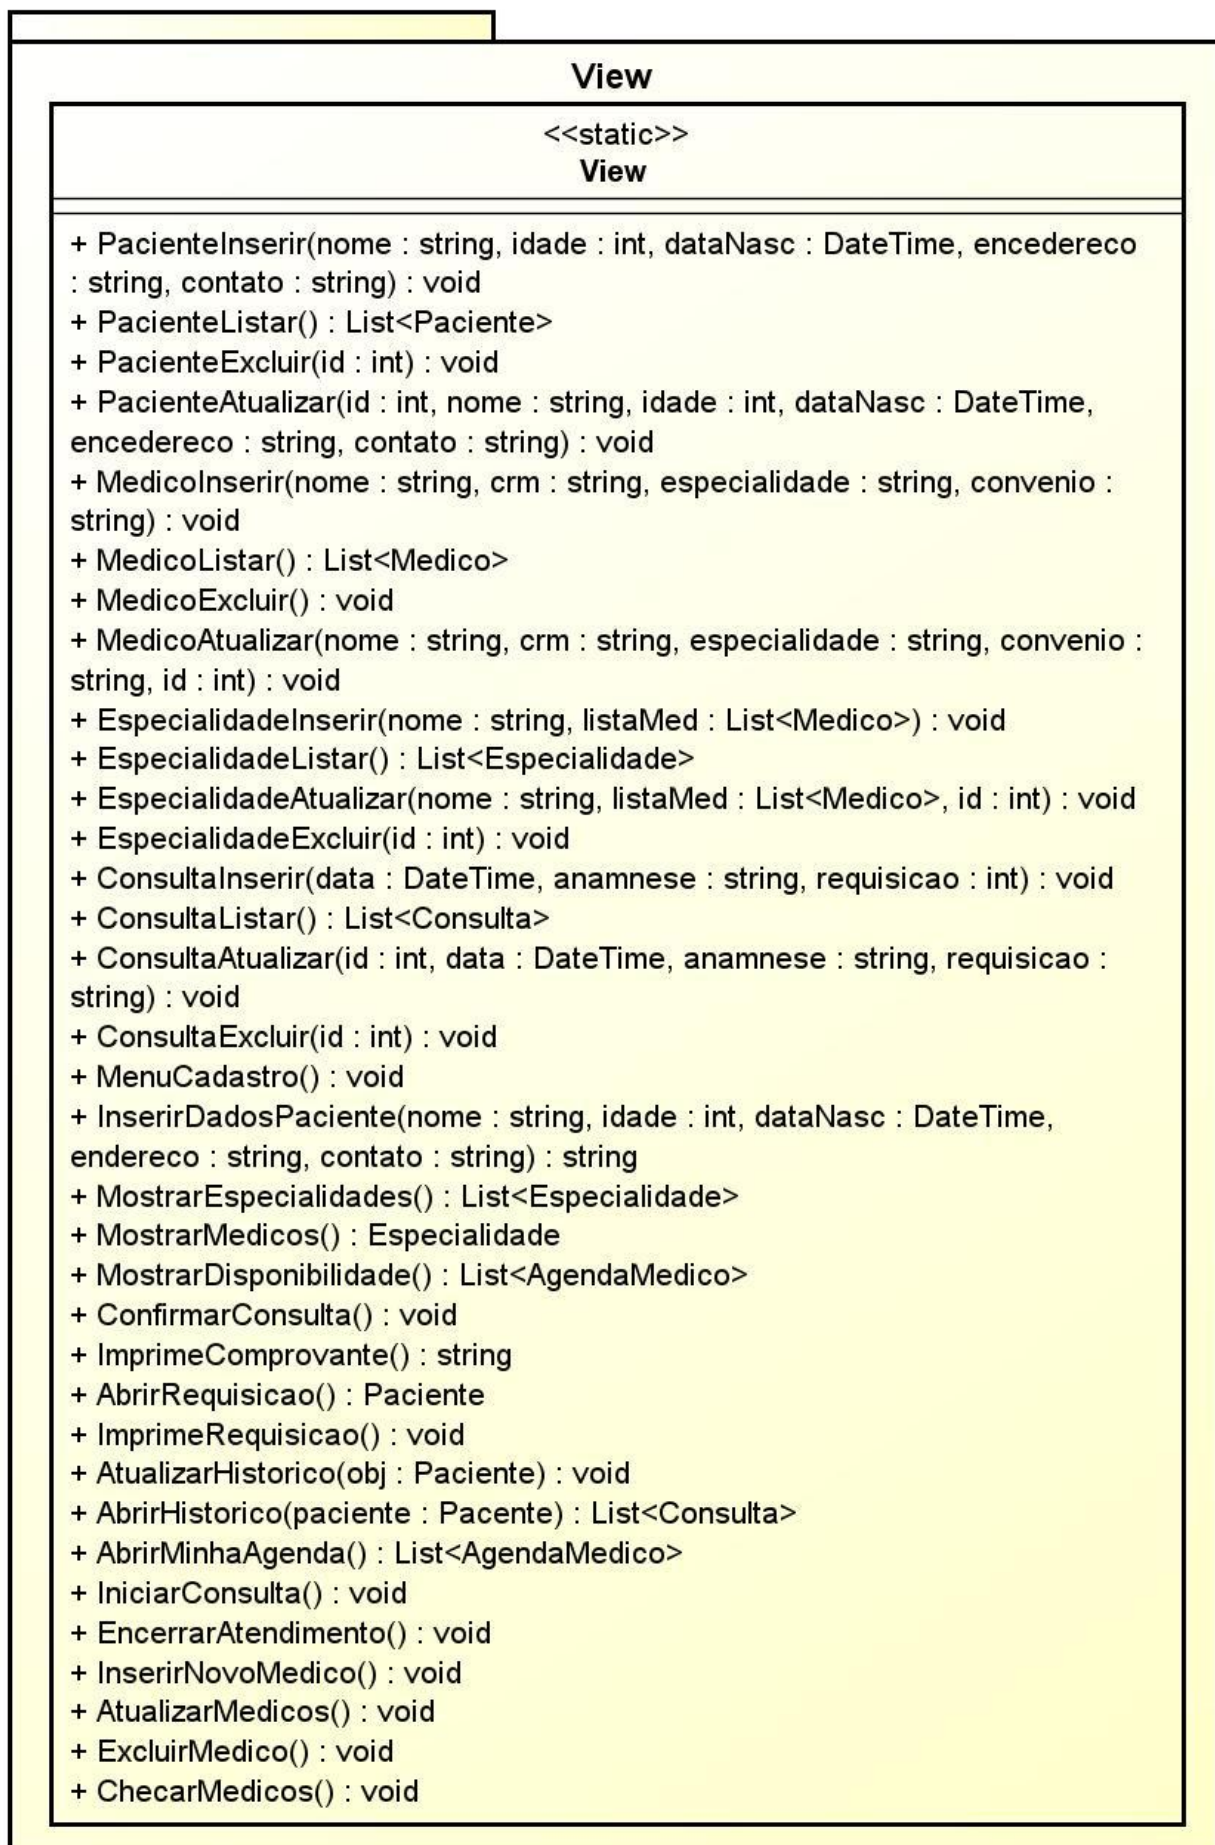 View
<<static>>
View
+ PacienteInserir(nome : string, idade : int, dataNasc : DateTime, encedereco
: string, contato : string) : void
+ PacienteListar() : List<Paciente>
+ PacienteExcluir(id : int) : void
+ PacienteAtualizar(id : int, nome : string, idade : int, dataNasc : DateTime,
encedereco : string, contato : string) : void
+ MedicoInserir(nome : string, crm : string, especialidade : string, convenio :
string) : void
+ MedicoListar() : List<Medico>
+ MedicoExcluir() : void
+ MedicoAtualizar(nome : string, crm : string, especialidade : string, convenio :
string, id : int) : void
+ EspecialidadeInserir(nome : string, listaMed : List<Medico>) : void
+ EspecialidadeListar() : List<Especialidade>
+ EspecialidadeAtualizar(nome : string, listaMed : List<Medico>, id : int) : void
+ EspecialidadeExcluir(id : int) : void
+ ConsultaInserir(data : DateTime, anamnese : string, requisicao : int) : void
+ ConsultaListar() : List<Consulta>
+ ConsultaAtualizar(id : int, data : DateTime, anamnese : string, requisicao :
string) : void
+ ConsultaExcluir(id : int) : void
+ MenuCadastro() : void
+ InserirDadosPaciente(nome : string, idade : int, dataNasc : DateTime,
endereco : string, contato : string) : string
+ MostrarEspecialidades() : List<Especialidade>
+ MostrarMedicos() : Especialidade
+ MostrarDisponibilidade() : List<AgendaMedico>
+ ConfirmarConsulta() : void
+ ImprimeComprovante() : string
+ AbrirRequisicao() : Paciente
+ ImprimeRequisicao() : void
+ AtualizarHistorico(obj : Paciente) : void
+ AbrirHistorico(paciente : Pacente) : List<Consulta>
+ AbrirMinhaAgenda() : List<AgendaMedico>
+ IniciarConsulta() : void
+ EncerrarAtendimento() : void
+ InserirNovoMedico() : void
+ AtualizarMedicos() : void
+ ExcluirMedico() : void
+ ChecarMedicos() : void